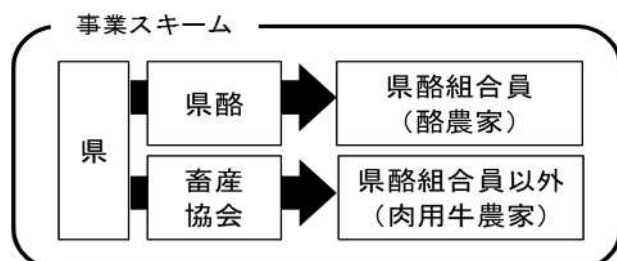 事業スキーム
県
県酪
県酪組合員
（酪農家）
畜産
協会
県酪組合員以外
（肉用牛農家）